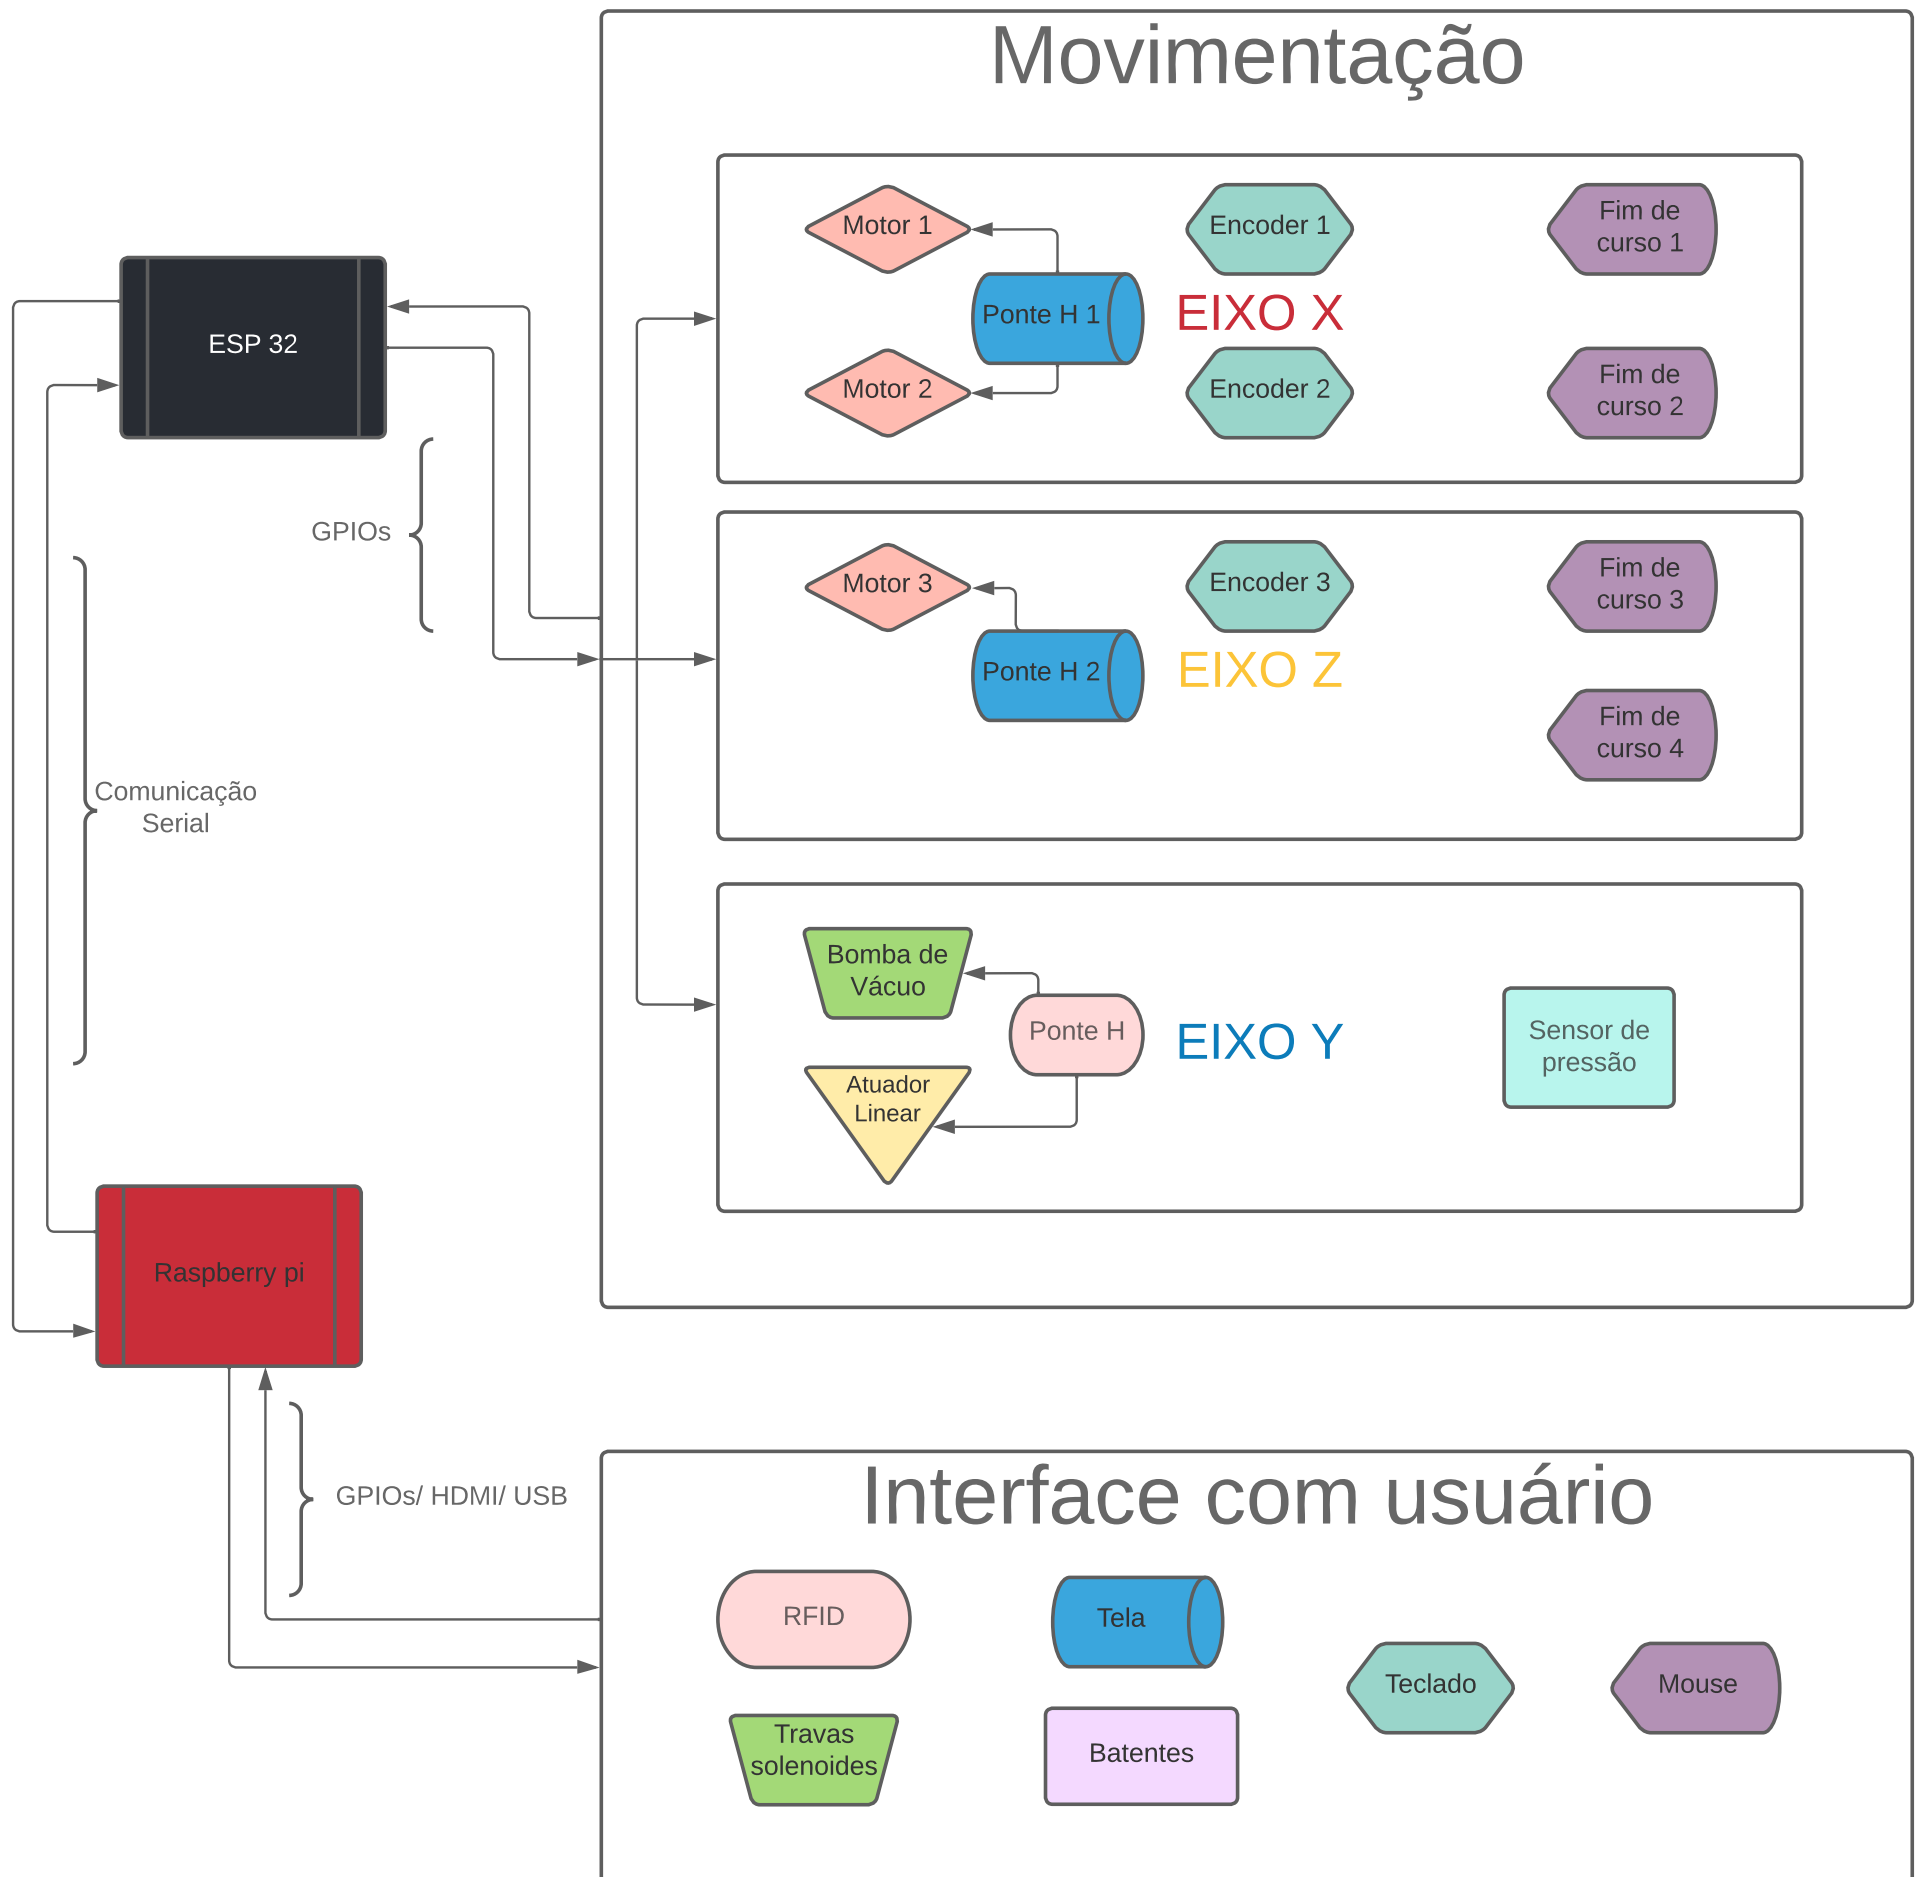 Movimentação
Motor 1
Encoder 1
Fim de
curso 1
Ponte H 1
EIXO X
ESP 32
Motor 2
Encoder 2
Fim de
curso 2
GPIOs
Motor 3
Encoder 3
Fim de
curso 3
Ponte H 2
EIXO Z
Fim de
curso 4
Comunicação
Serial
Bomba de
Vácuo
Ponte H
EIXO Y
Sensor de
pressão
Atuador
Linear
Raspberry pi
GPIOs/ HDMI/ USB
Interface com usuário
RFID
Tela
Teclado
Mouse
Travas
solenoides
Batentes